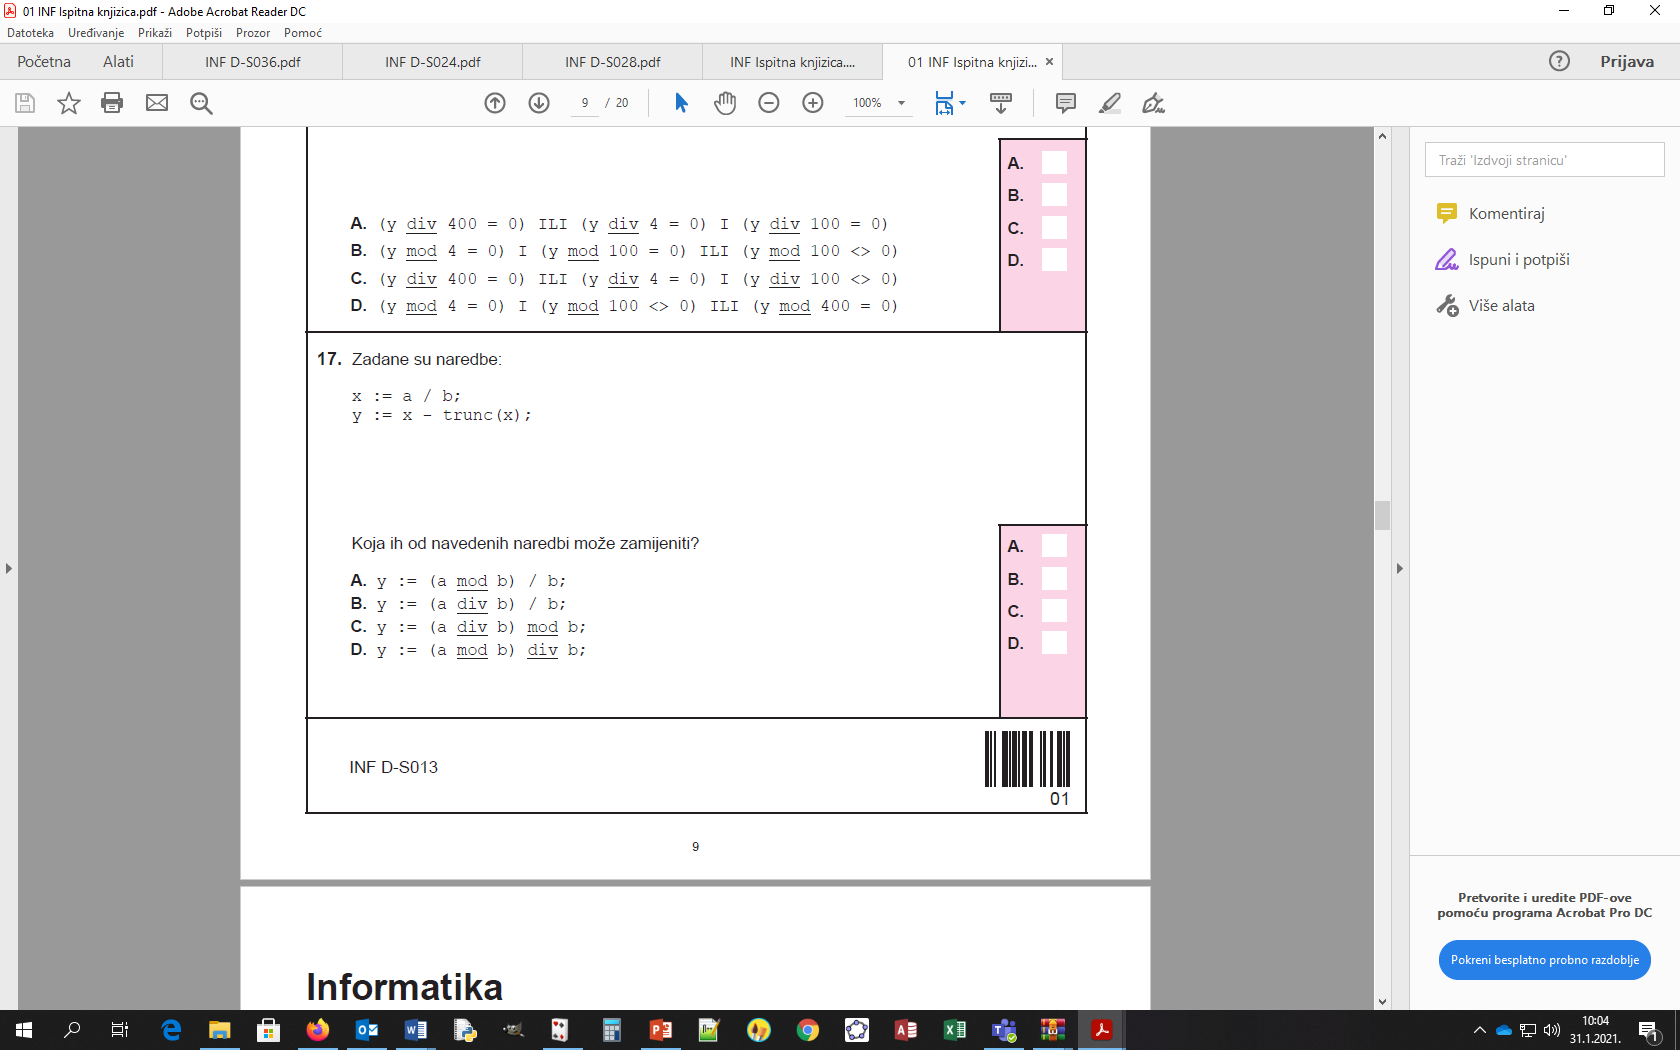 01 INF Ispitna knjizica.pdf - Adobe Acrobat Reader DC
Datoteka Uređivanje Prikaži Potpiši Prozor Pomoć
Početna Alati INF D-S036.pdf INF D-S024.pdf INF D-S028.pdf INF Ispitna knjizica.... 01 INF Ispitna knjizi... × ? Prijava
9 / 20 100%
A.
B.
C.
D.
A. (y div 400 = 0) ILI (y div 4 = 0) I (y div 100 = 0)
B. (y mod 4 = 0) I (y mod 100 = 0) ILI (y mod 100 <> 0)
C. (y div 400 = 0) ILI (y div 4 = 0) I (y div 100 <> 0)
D. (y mod 4 = 0) I (y mod 100 <> 0) ILI (y mod 400 = 0)
17. Zadane su naredbe:
x := a / b;
y := x - trunc(x);
Koja ih od navedenih naredbi može zamijeniti?
A. y := (a mod b) / b;
B. y := (a div b) / b;
C. y := (a div b) mod b;
D. y := (a mod b) div b;
A.
B.
C.
D.
INF D-S013
01
9
Informatika
Traži 'Izdvoji stranicu'
Komentiraj
Ispuni i potpiši
Više alata
Pretvorite i uredite PDF-ove
pomoću programa Acrobat Pro DC
Pokreni besplatno probno razdoblje
10:04
31.1.2021.
1